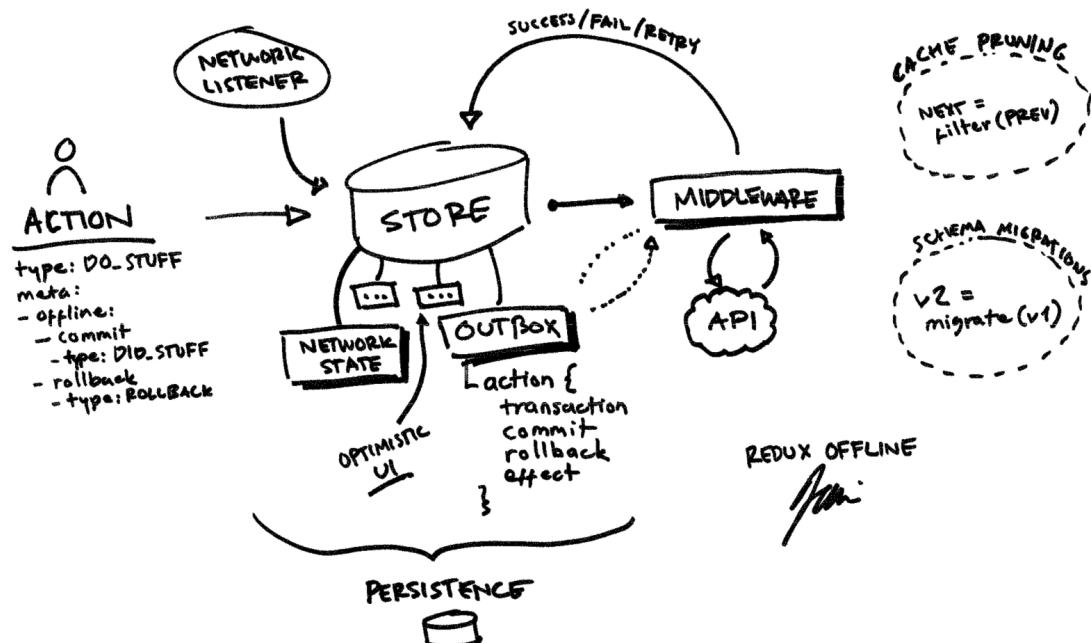 SUCCESS/FAIL/RETRY
NETWORK
LISTENER
CACHE PRUNING
NEXT =
filter(PREV)
ACTION
type: DO_STUFF
meta:
- offline:
- commit
- type: DID_STUFF
- rollback
- type: ROLLBACK
STORE
MIDDLEWARE
...
...
NETWORK
STATE
OUTBOX
action {
transaction
commit
rollback
effect
}
API
SCHEMA MIGRATIONS
v2 =
migrate(v1)
OPTIMISTIC
UI
REDUX OFFLINE
PERSISTENCE